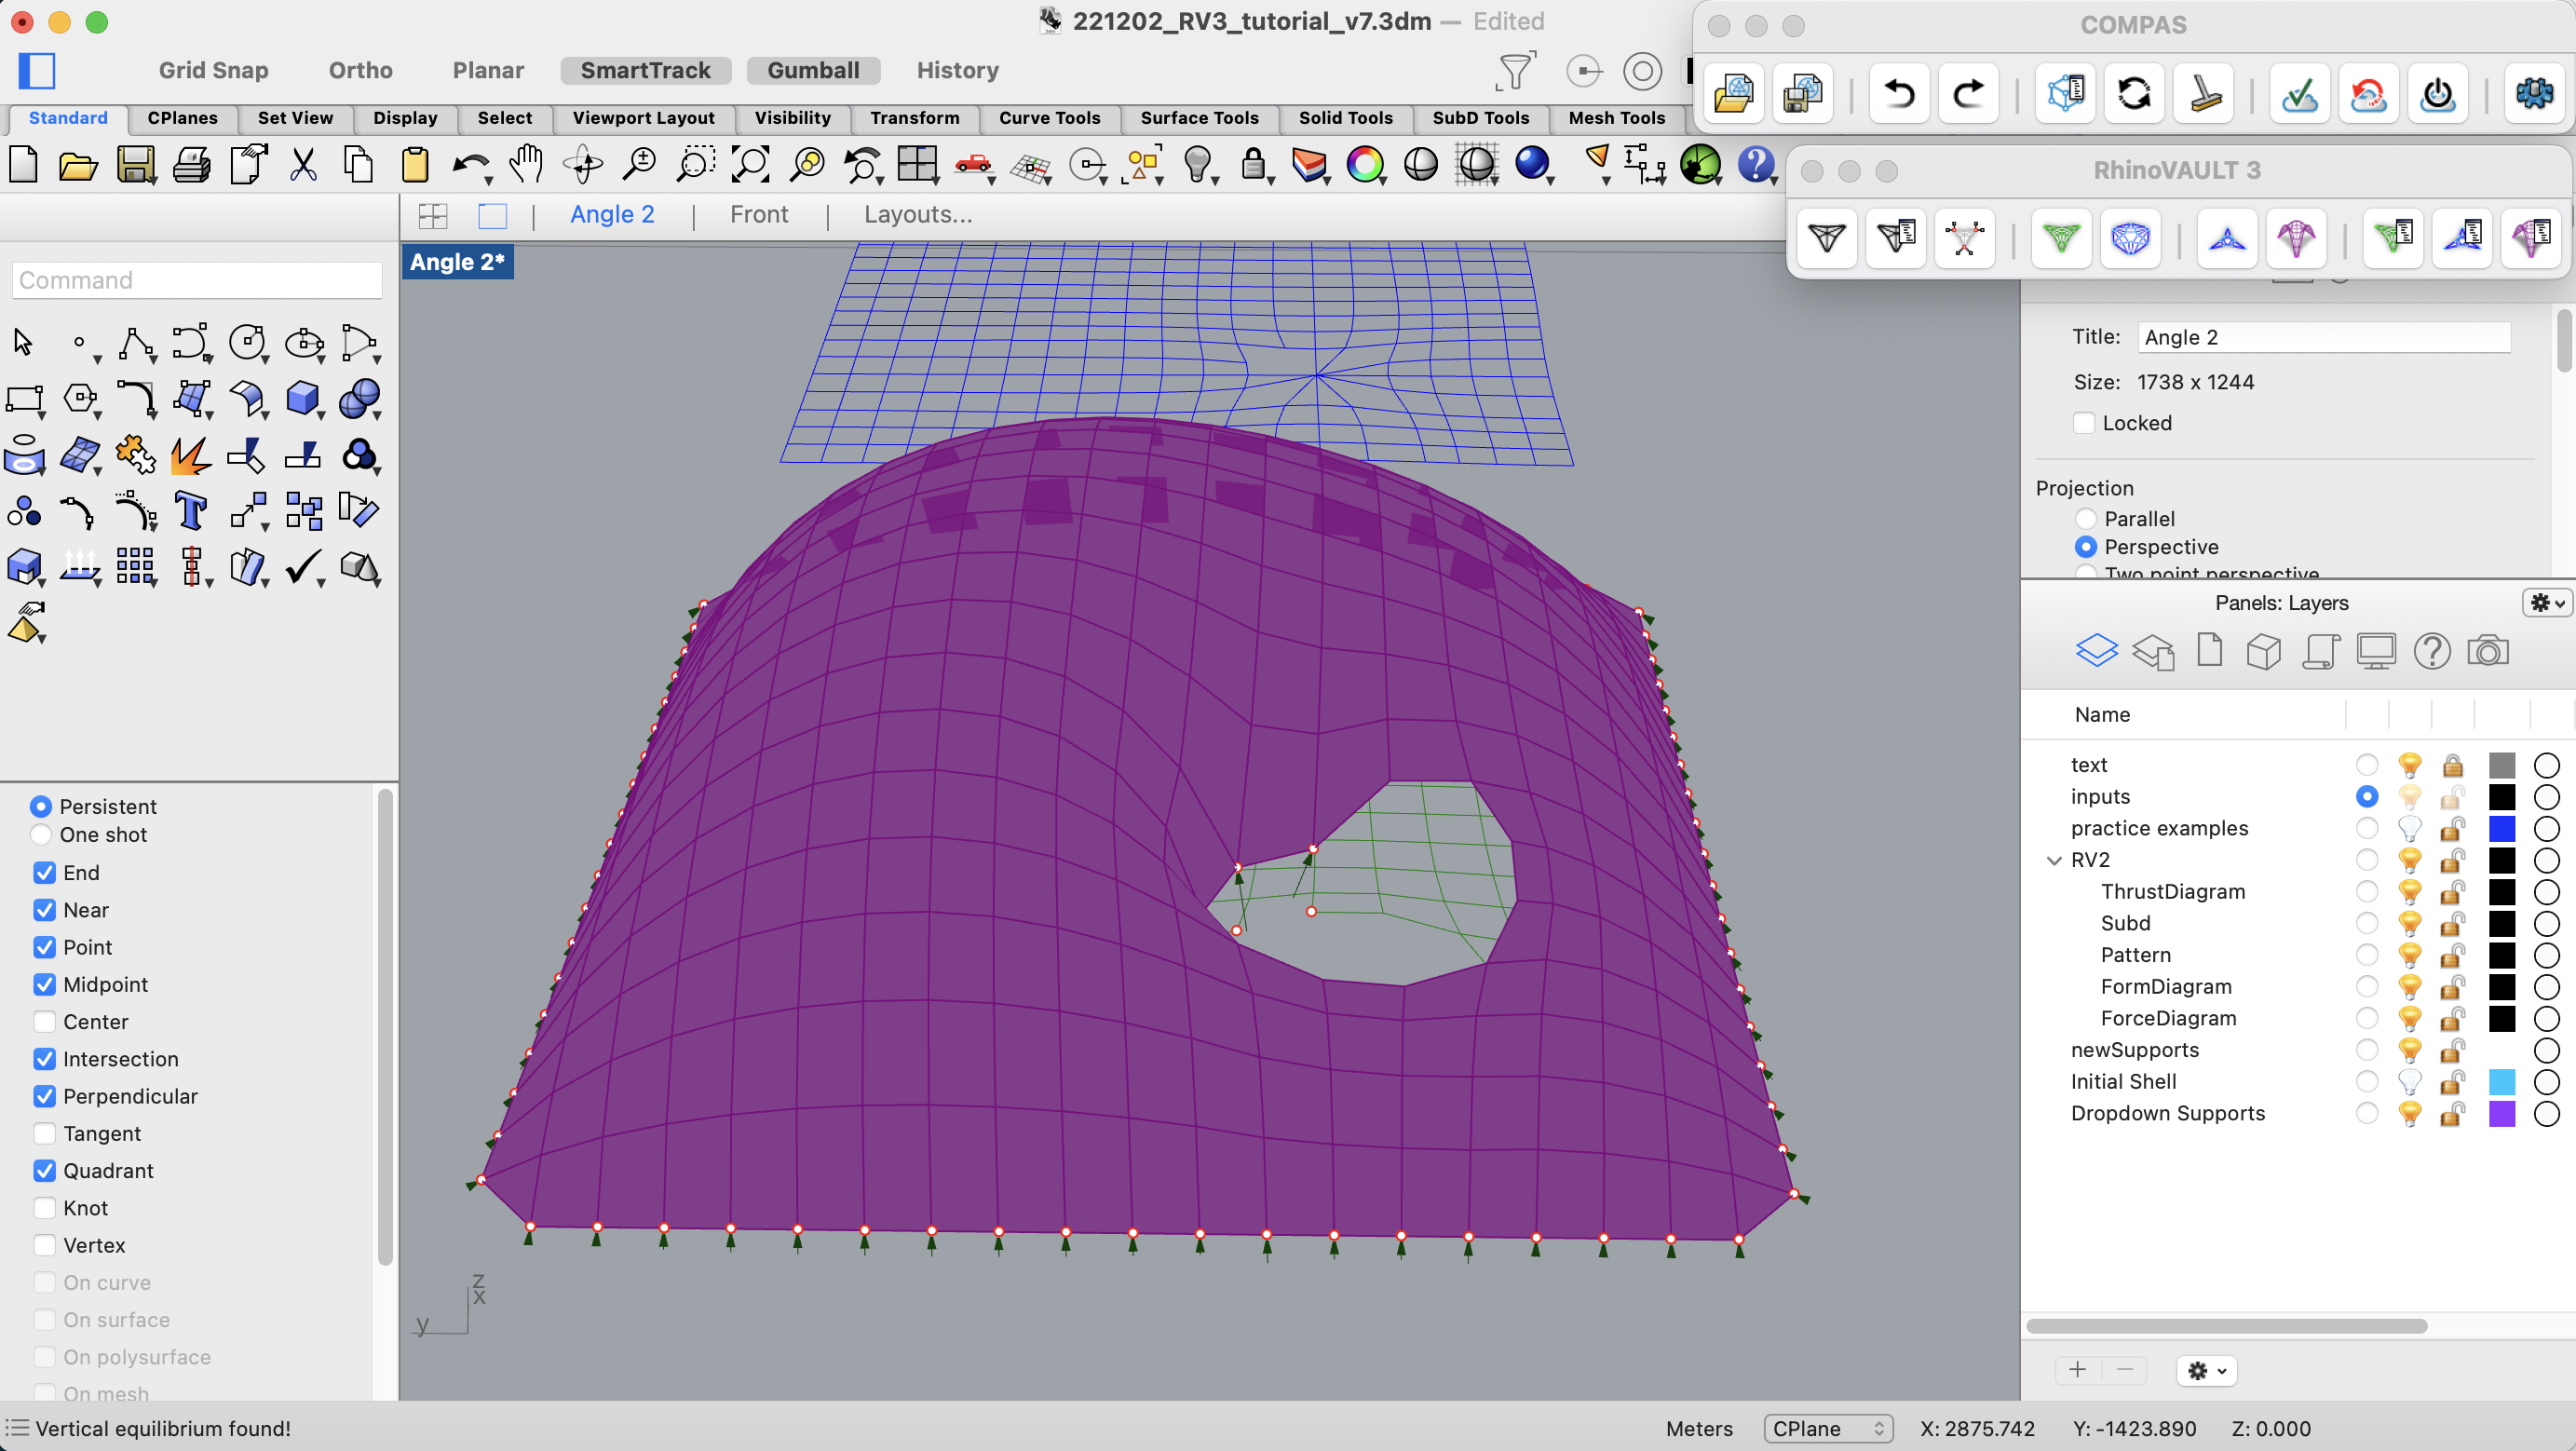 221202_RV3_tutorial_v7.3dm — Edited
COMPAS
Grid Snap Ortho Planar SmartTrack Gumball History
Standard CPlanes Set View Display Select Viewport Layout Visibility Transform Curve Tools Surface Tools Solid Tools SubD Tools Mesh Tools
RhinoVAULT 3
Angle 2 Front Layouts...
Command
Angle 2*
Title: Angle 2
Size: 1738 x 1244
Locked
Projection
Parallel
Perspective
Two point perspective
Panels: Layers
Name
text
inputs
practice examples
RV2
ThrustDiagram
Subd
Pattern
FormDiagram
ForceDiagram
newSupports
Initial Shell
Dropdown Supports
Persistent
One shot
End
Near
Point
Midpoint
Center
Intersection
Perpendicular
Tangent
Quadrant
Knot
Vertex
On curve
On surface
On polysurface
On mesh
z
x
y
Vertical equilibrium found!
Meters CPlane X: 2875.742 Y: -1423.890 Z: 0.000